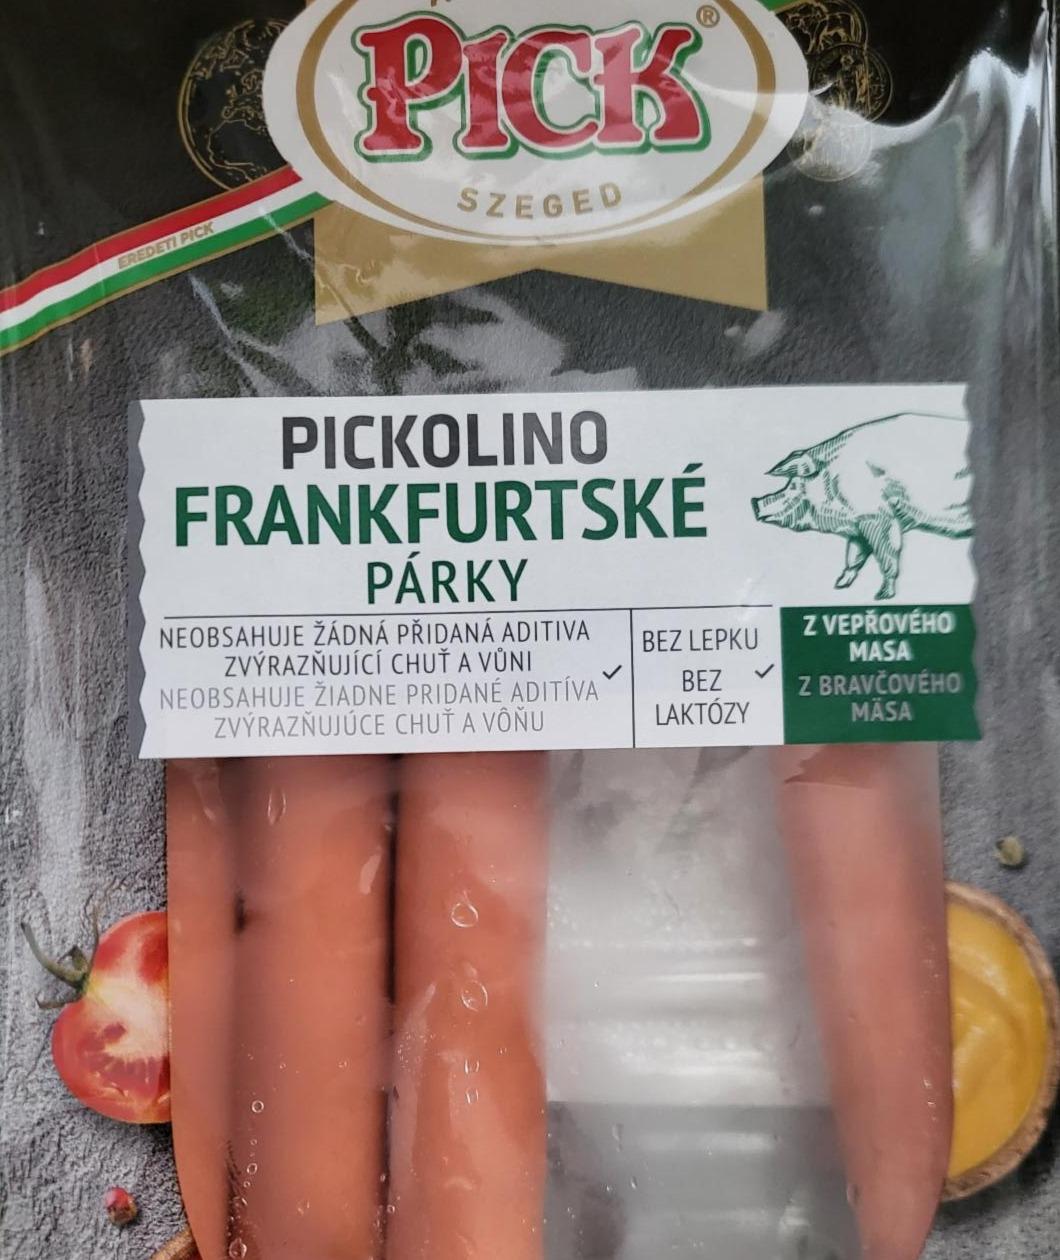 PICK®
SZEGED
EREDETI PICK
PICKOLINO
FRANKFURTSKÉ
PÁRKY
NEOBSAHUJE ŽÁDNÁ PŘIDANÁ ADITIVA
ZVÝRAZŇUJÍCÍ CHUŤ A VŮNI
NEOBSAHUJE ŽIADNE PRIDANÉ ADITÍVA
ZVÝRAZŇUJÚCE CHUŤ A VÔŇU
BEZ LEPKU
BEZ
LAKTÓZY
Z VEPŘOVÉHO
MASA
Z BRAVČOVÉHO
MÄSA